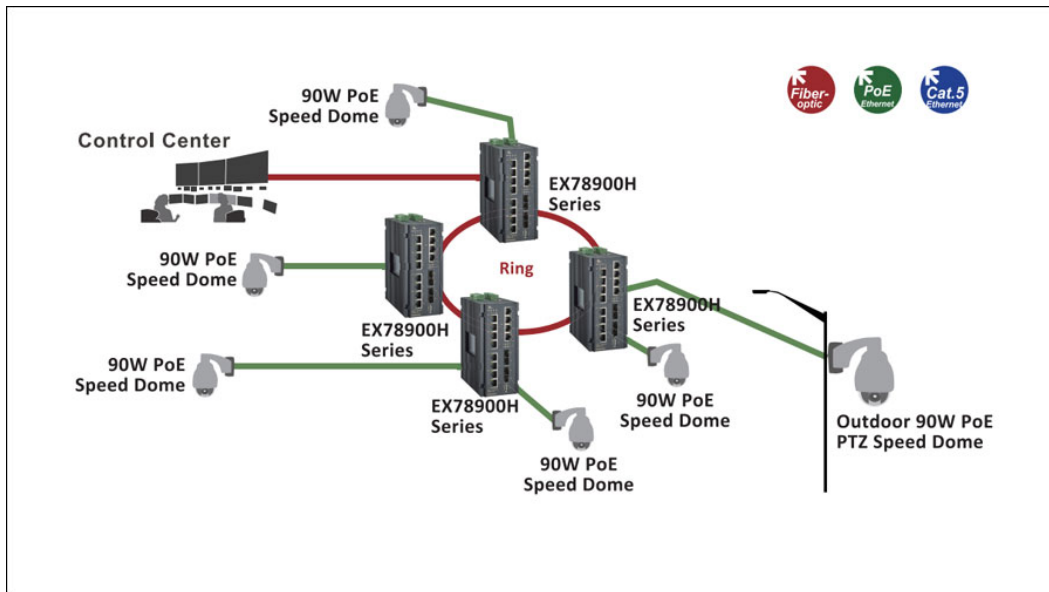 90W PoE
Speed Dome
Fiber-
optic
PoE
Ethernet
Cat.5
Ethernet
Control Center
EX78900H
Series
90W PoE
Speed Dome
Ring
EX78900H
Series
EX78900H
Series
90W PoE
Speed Dome
EX78900H
Series
90W PoE
Speed Dome
Outdoor 90W PoE
PTZ Speed Dome
90W PoE
Speed Dome